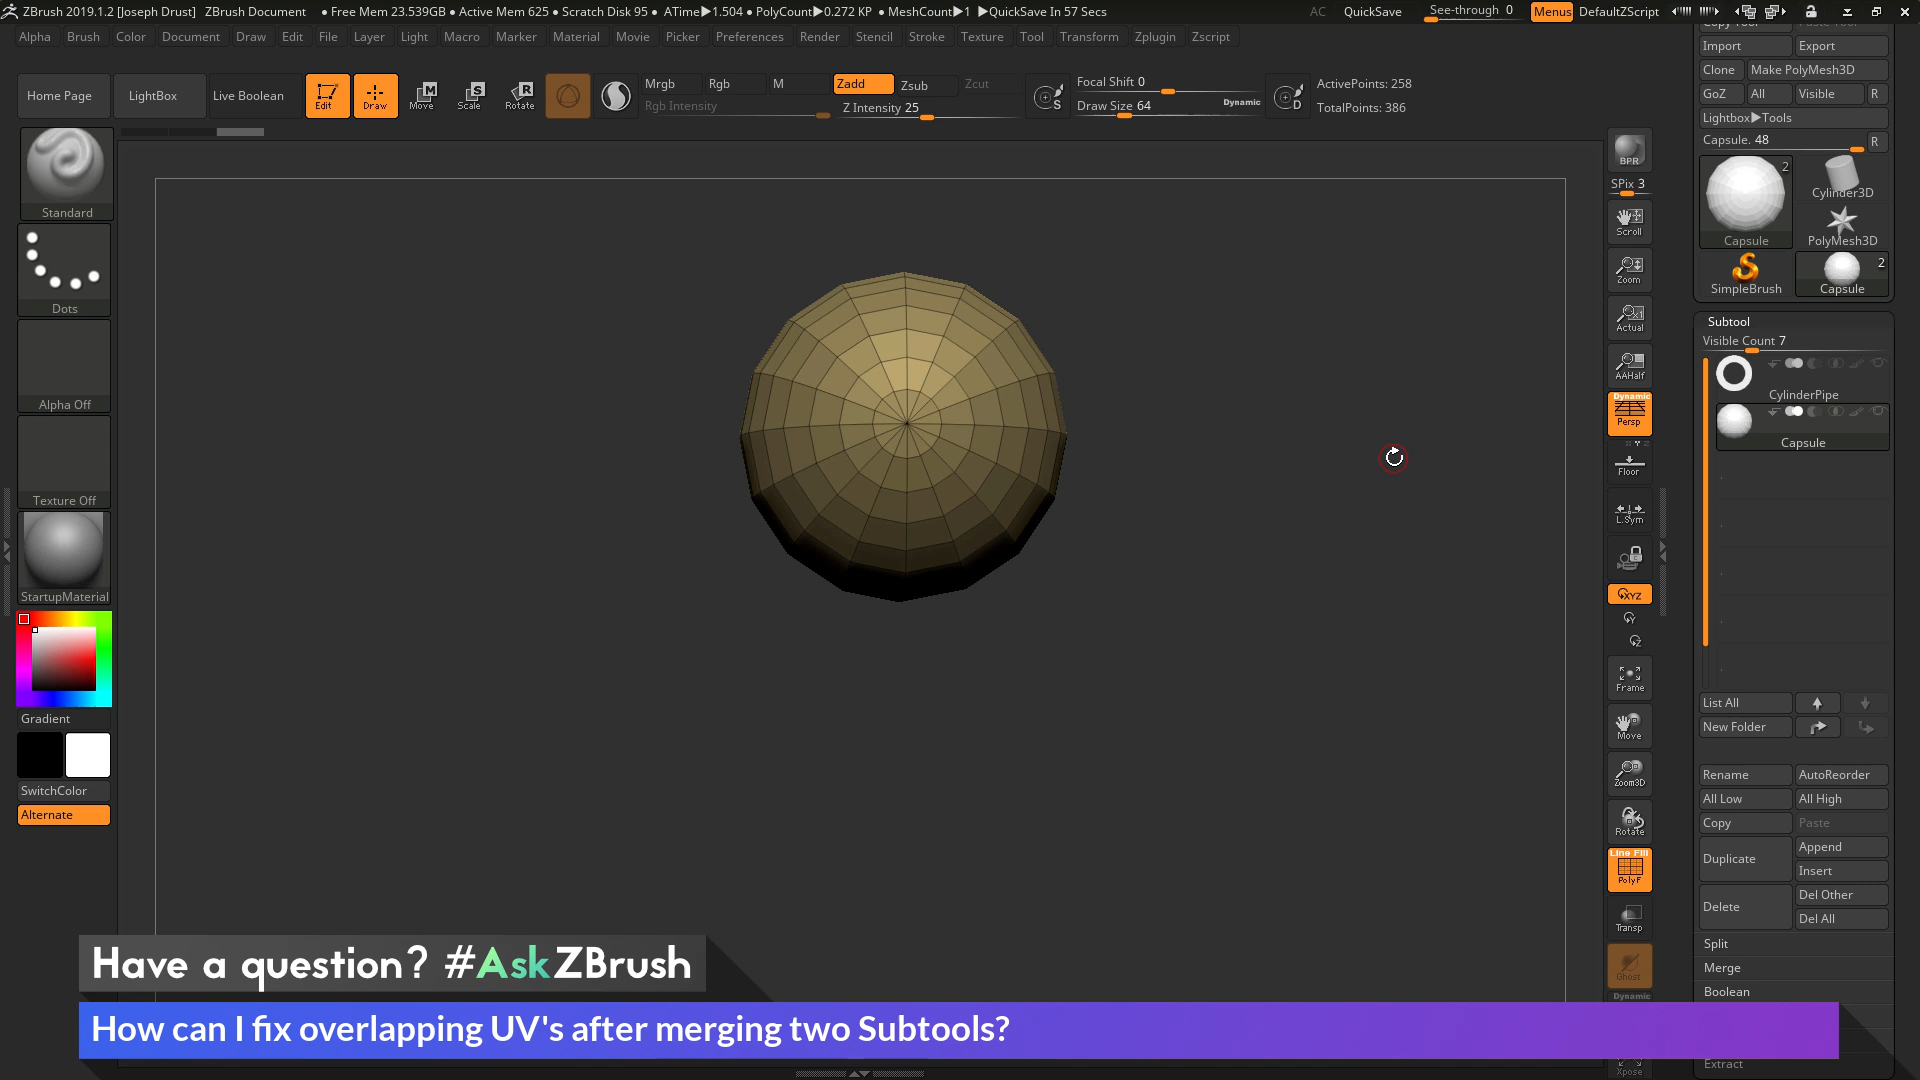 ZBrush 2019.1.2 [Joseph Drust] ZBrush Document • Free Mem 23.539GB • Active Mem 625 • Scratch Disk 95 • ATime▶1.504 • PolyCount▶0.272 KP • MeshCount▶1 ▶QuickSave In 57 Secs AC QuickSave See-through 0 Menus DefaultZScript
Alpha Brush Color Document Draw Edit File Layer Light Macro Marker Material Movie Picker Preferences Render Stencil Stroke Texture Tool Transform Zplugin Zscript
Home Page LightBox Live Boolean Edit Draw Move Scale Rotate
Mrgb Rgb M Zadd Zsub Zcut
Rgb Intensity Z Intensity 25
Focal Shift 0
Draw Size 64 Dynamic
ActivePoints: 258
TotalPoints: 386
Standard
Dots
Alpha Off
Texture Off
StartupMaterial
Gradient
SwitchColor
Alternate
BPR
SPix 3
Scroll
Zoom
Actual
AAHalf
Dynamic
Persp
Floor
L.Sym
XYZ
Frame
Move
Zoom3D
Rotate
Line Fill
PolyF
Transp
Ghost
Dynamic
Xpose
Import Export
Clone Make PolyMesh3D
GoZ All Visible R
Lightbox▶Tools
Capsule. 48 R
2
Capsule
Cylinder3D
PolyMesh3D
SimpleBrush
2
Capsule
Subtool
Visible Count 7
CylinderPipe
Capsule
List All
New Folder
Rename AutoReorder
All Low All High
Copy Paste
Duplicate Append
Insert
Delete Del Other
Del All
Split
Merge
Boolean
Extract
Have a question? #AskZBrush
How can I fix overlapping UV's after merging two Subtools?